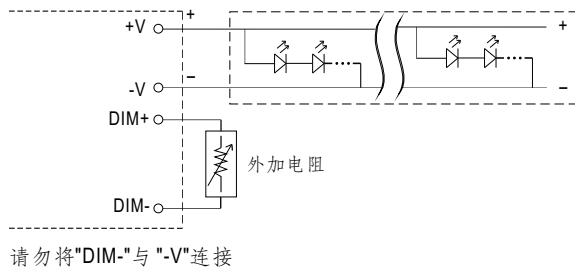 +V
+
+
-V
−
−
DIM+
外加电阻
DIM-
请勿将"DIM-"与 "-V"连接